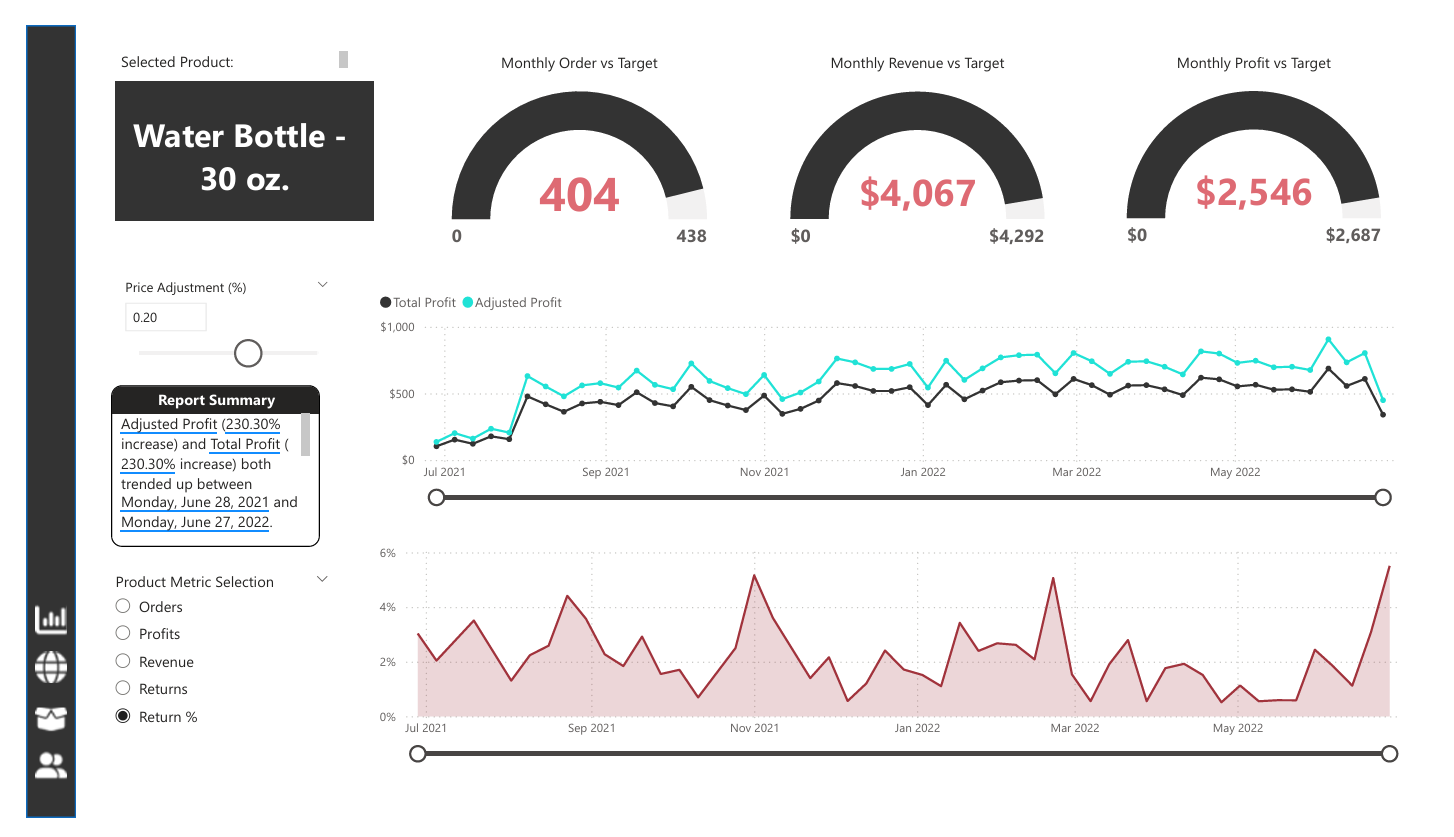 Selected Product:
Water Bottle -
30 oz.
Monthly Order vs Target
404
0
438
Monthly Revenue vs Target
$4,067
$0
$4,292
Monthly Profit vs Target
$2,546
$0
$2,687
Price Adjustment (%)
0.20
Report Summary
Adjusted Profit (230.30%
increase) and Total Profit (
230.30% increase) both
trended up between
Monday, June 28, 2021 and
Monday, June 27, 2022.
Product Metric Selection
Orders
Profits
Revenue
Returns
Return %
Total Profit Adjusted Profit
$1,000
$500
$0
Jul 2021 Sep 2021 Nov 2021 Jan 2022 Mar 2022 May 2022
6%
4%
2%
0%
Jul 2021 Sep 2021 Nov 2021 Jan 2022 Mar 2022 May 2022